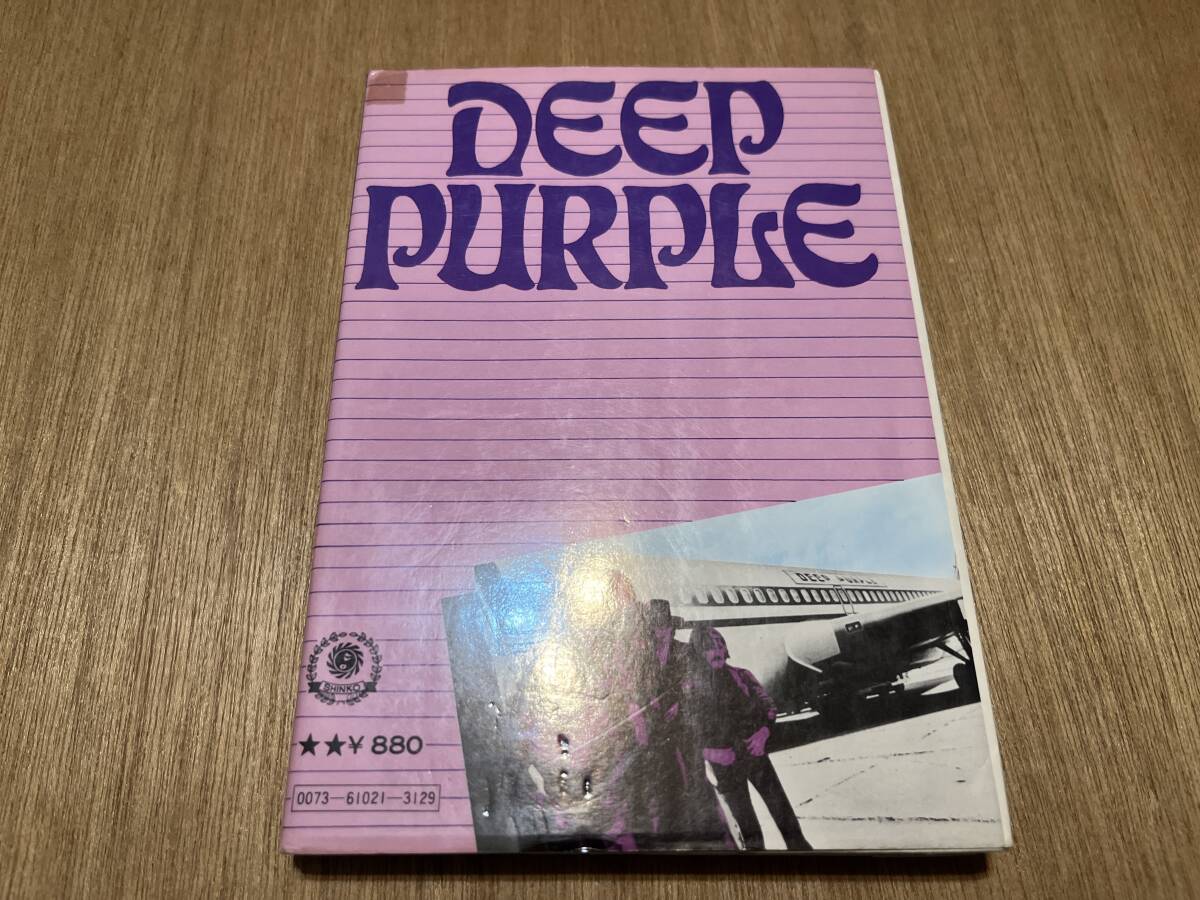 DEEP
PURPLE
DEEP PURPLE
SHINKO
★★¥880
0073-61021-3129